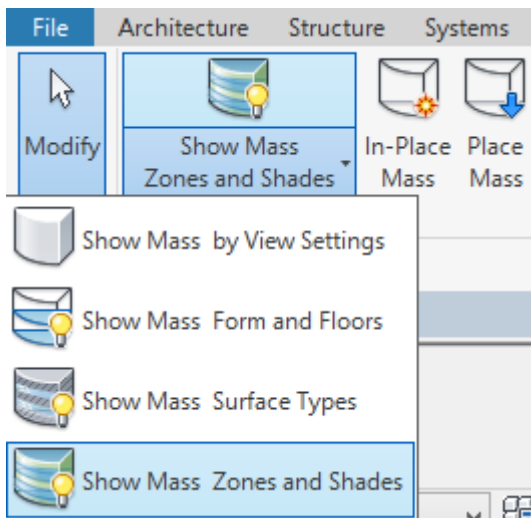 File Architecture Structure Systems
Modify
Show Mass
Zones and Shades
In-Place
Mass
Place
Mass
Show Mass by View Settings
Show Mass Form and Floors
Show Mass Surface Types
Show Mass Zones and Shades